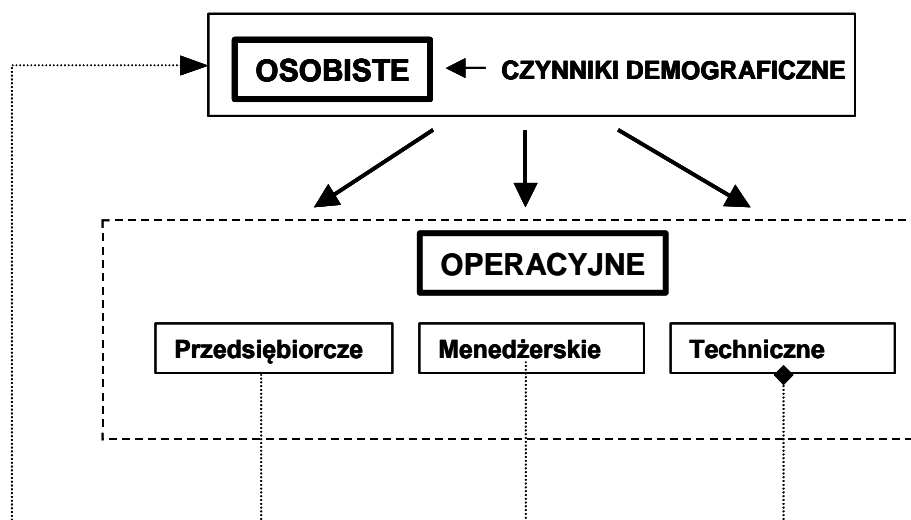 OSOBISTE
CZYNNIKI DEMOGRAFICZNE
OPERACYJNE
Przedsiębiorcze
Menedżerskie
Techniczne